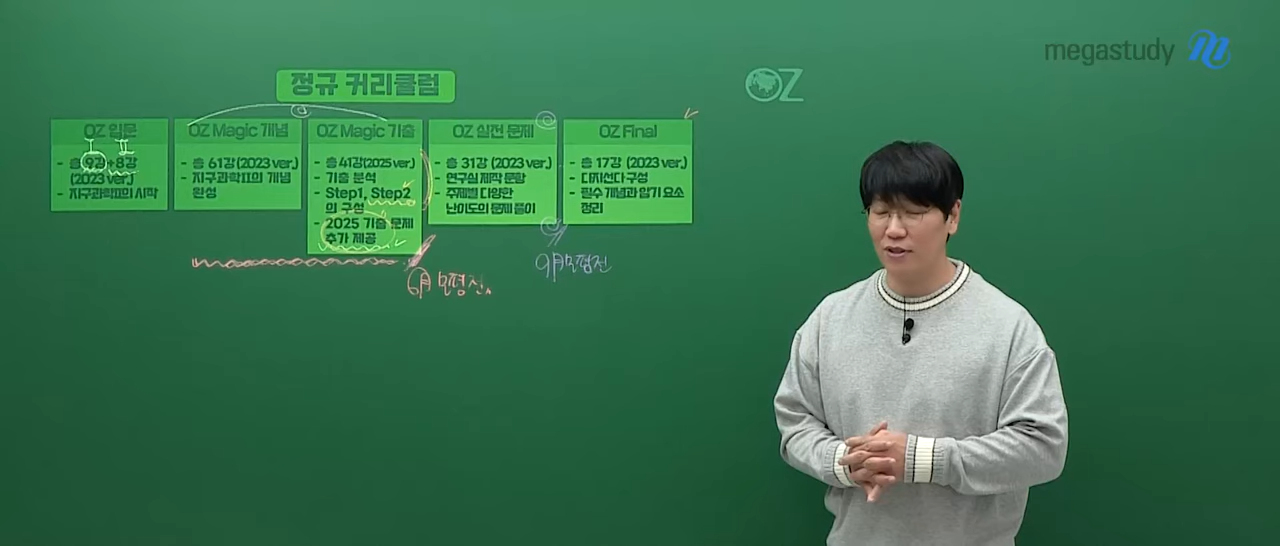 megastudy
정규 커리큘럼
OZ
OZ 입문
I II
- 총 9강+8강
(2023 ver.)
- 지구과학II의 시작
OZ Magic 개념
- 총 61강 (2023 ver.)
- 지구과학II의 개념
완성
OZ Magic 기출
- 총 41강 (2025 ver.)
- 기출 분석
- Step1, Step2
의 구성
- 2025 기출 문제
추가 제공
OZ 실전 문제
- 총 31강 (2023 ver.)
- 연구실 제작 문항
- 주제별 다양한
난이도의 문제 풀이
OZ Final
- 총 17강 (2023 ver.)
- 다지선다 구성
- 필수 개념과 암기 요소
정리
6月 모평전
9月 모평전